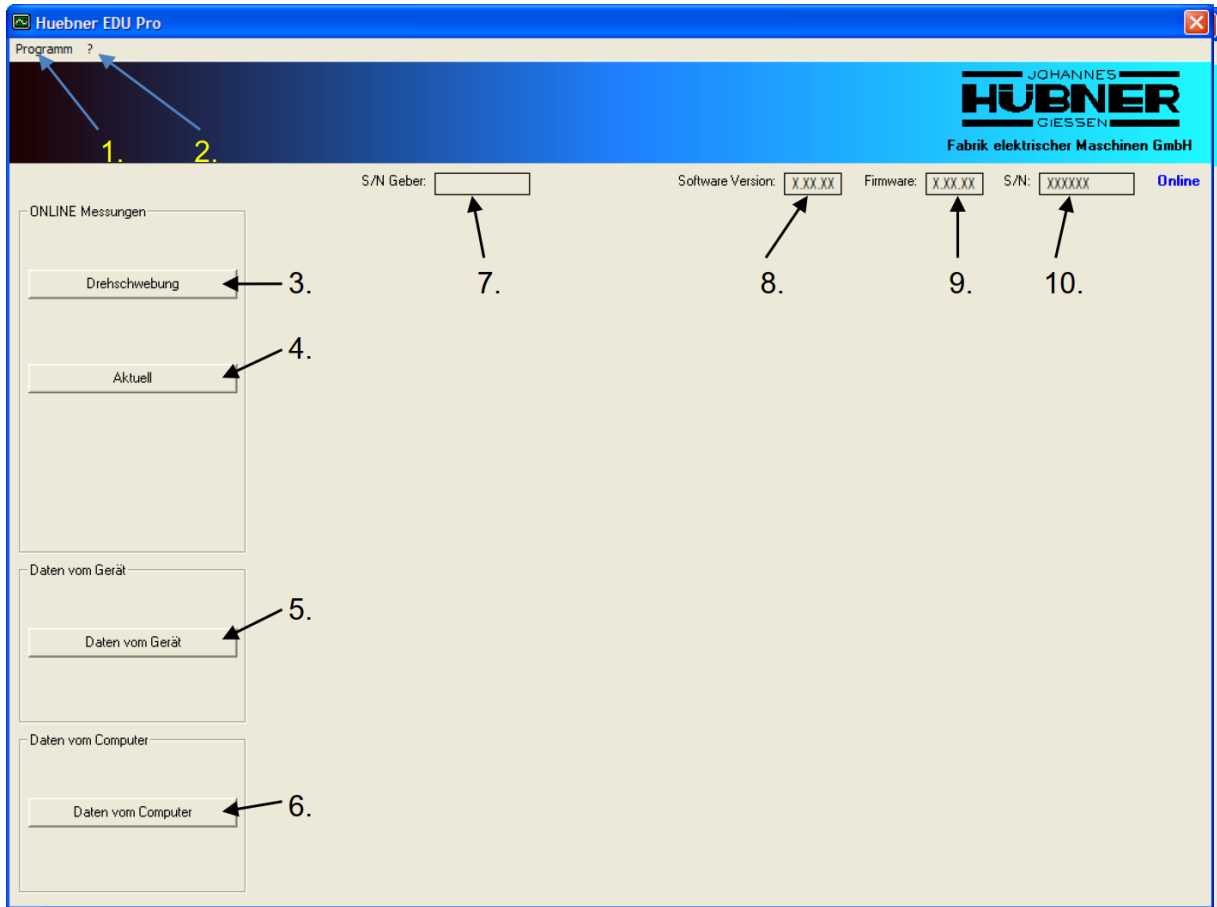 Huebner EDU Pro
Programm ?
JOHANNES
HÜBNER
GIESSEN
Fabrik elektrischer Maschinen GmbH
1. 2.
S/N Geber: Software Version: X.XX.XX Firmware: X.XX.XX S/N: XXXXXX Online
ONLINE Messungen
Drehschwebung 3. 7. 8. 9. 10.
4.
Aktuell
Daten vom Gerät
5.
Daten vom Gerät
Daten vom Computer
Daten vom Computer 6.